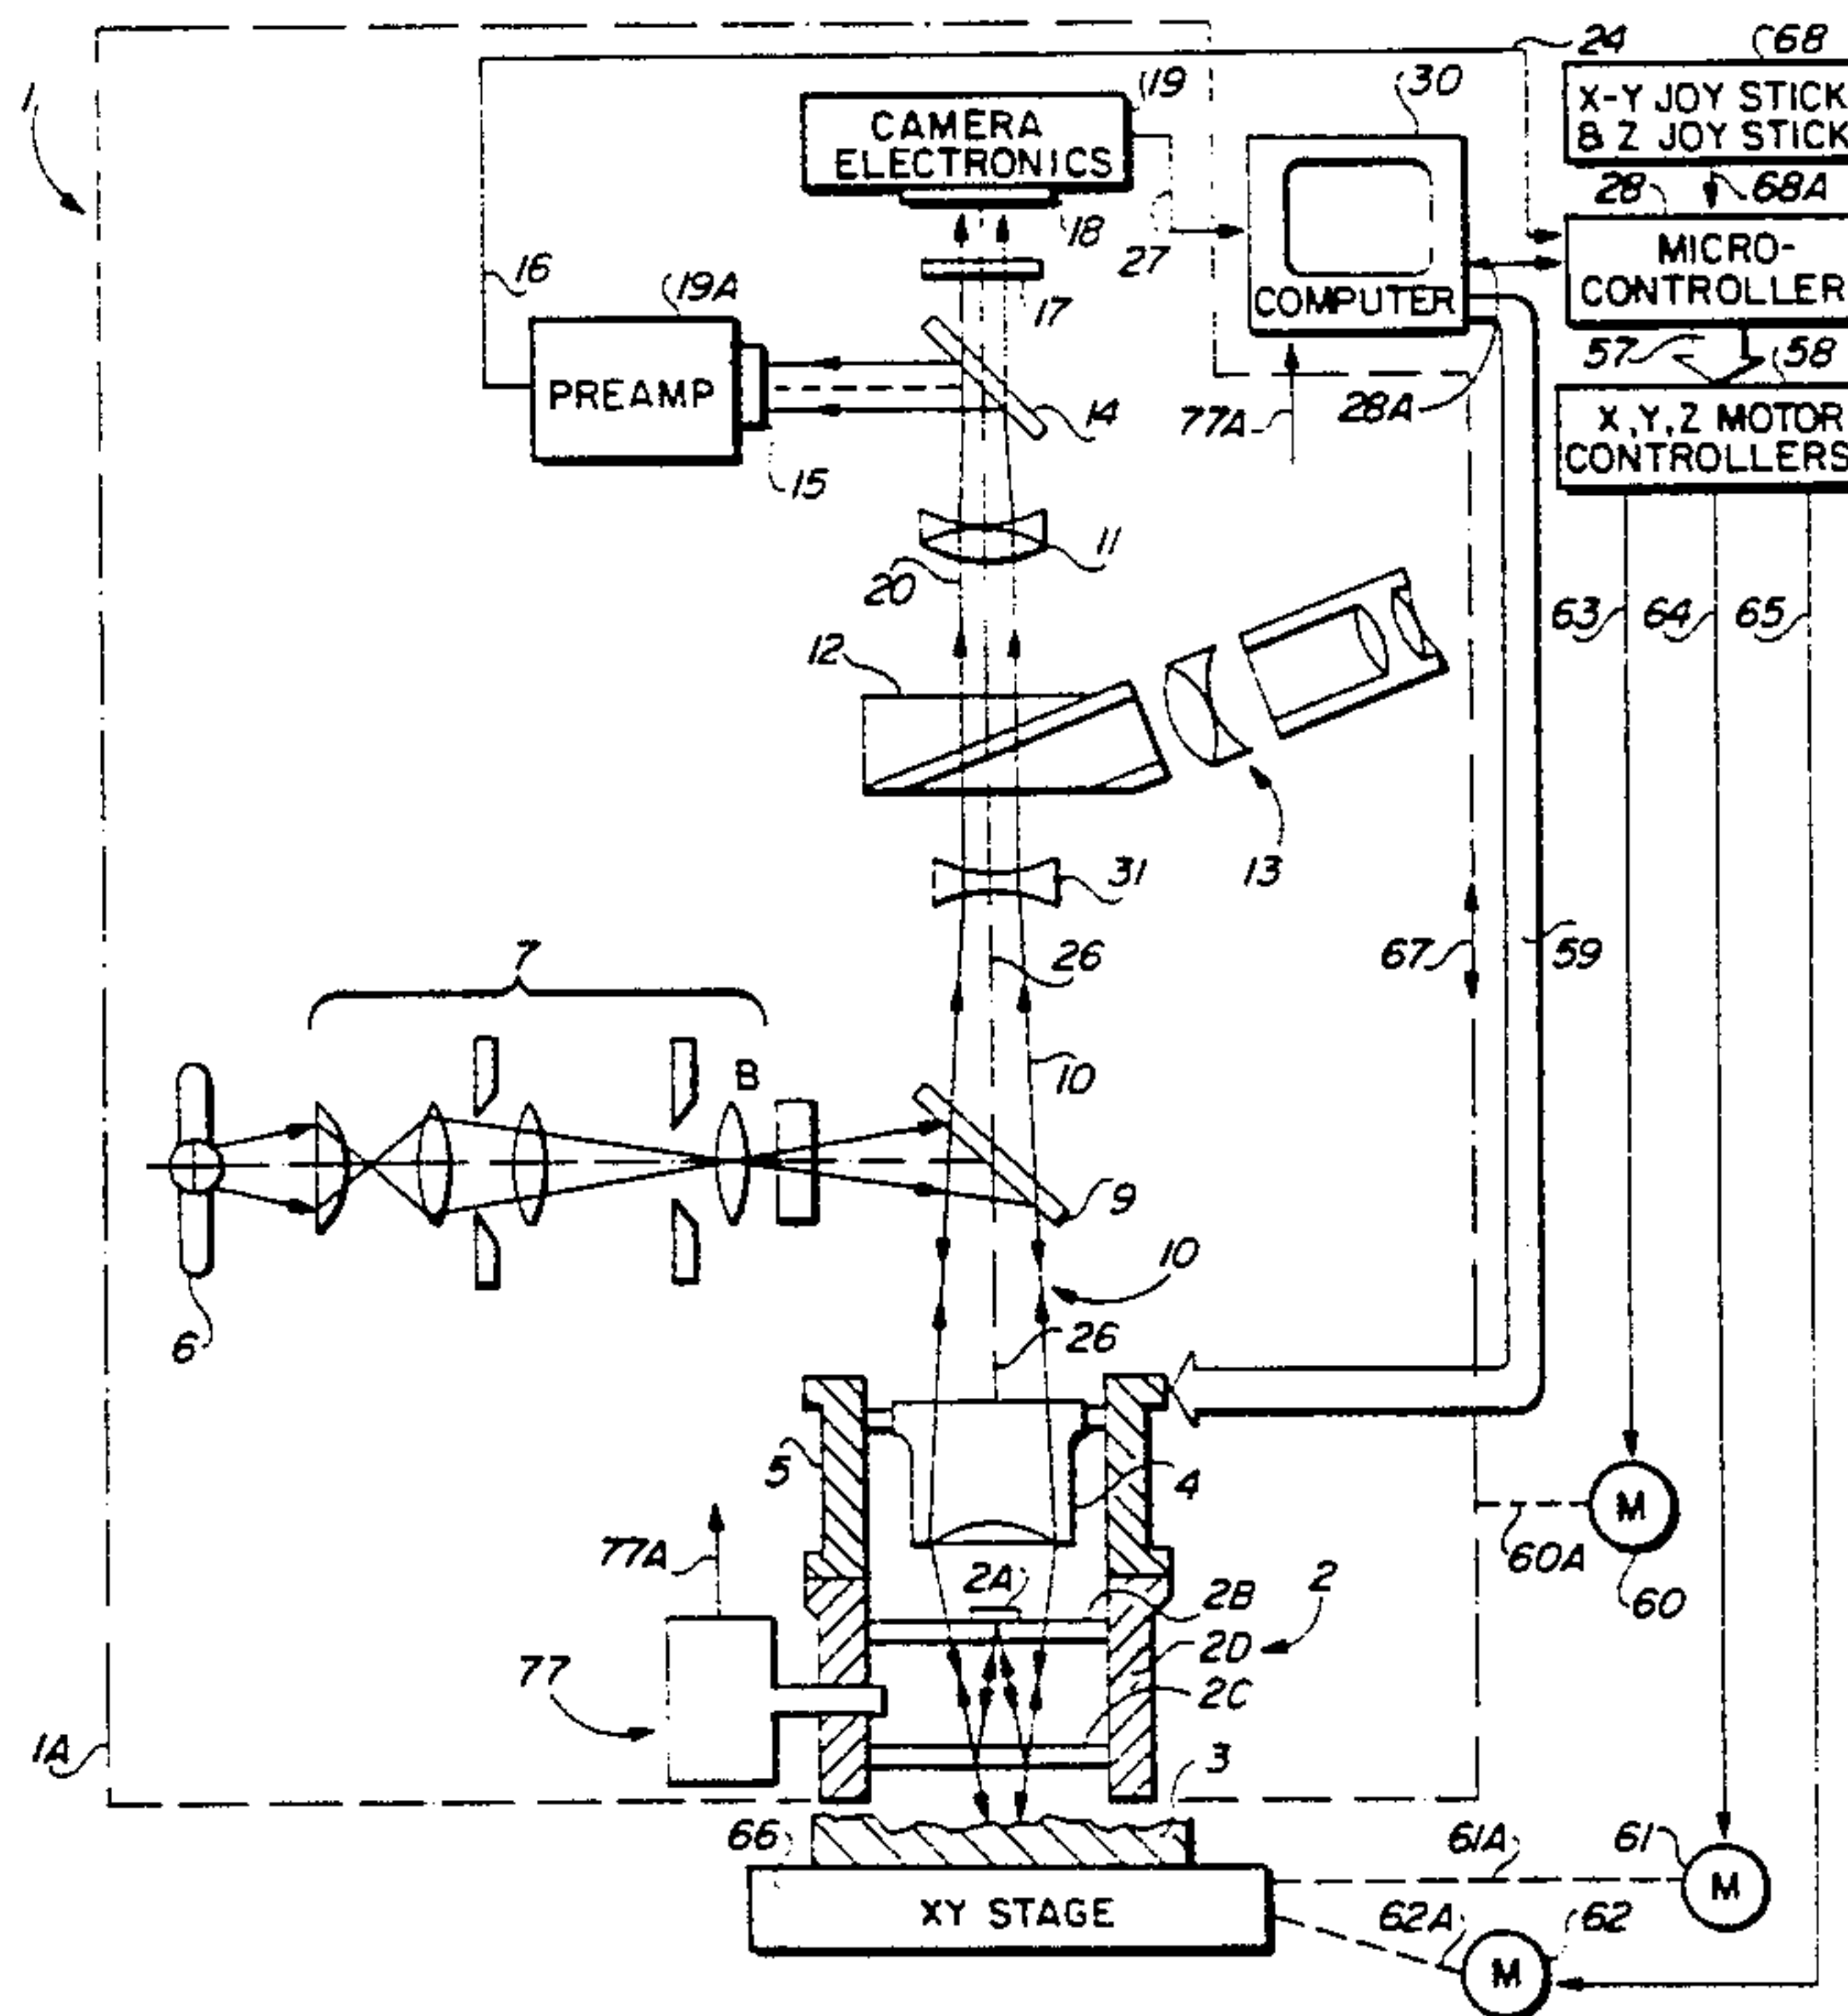 1
24
68
X-Y JOY STICK
& Z JOY STICK
68A
19
CAMERA
ELECTRONICS
18
30
COMPUTER
28
MICRO-
CONTROLLER
27
16
19A
PREAMP
15
17
14
77A
28A
57
58
X,Y,Z MOTOR
CONTROLLERS
11
20
12
13
63
64
65
31
26
67
59
7
8
10
9
6
10
26
5
4
77A
2A
2B
2
2D
2C
77
1A
3
66
XY STAGE
M
60A
60
61A
61
M
62A
62
M